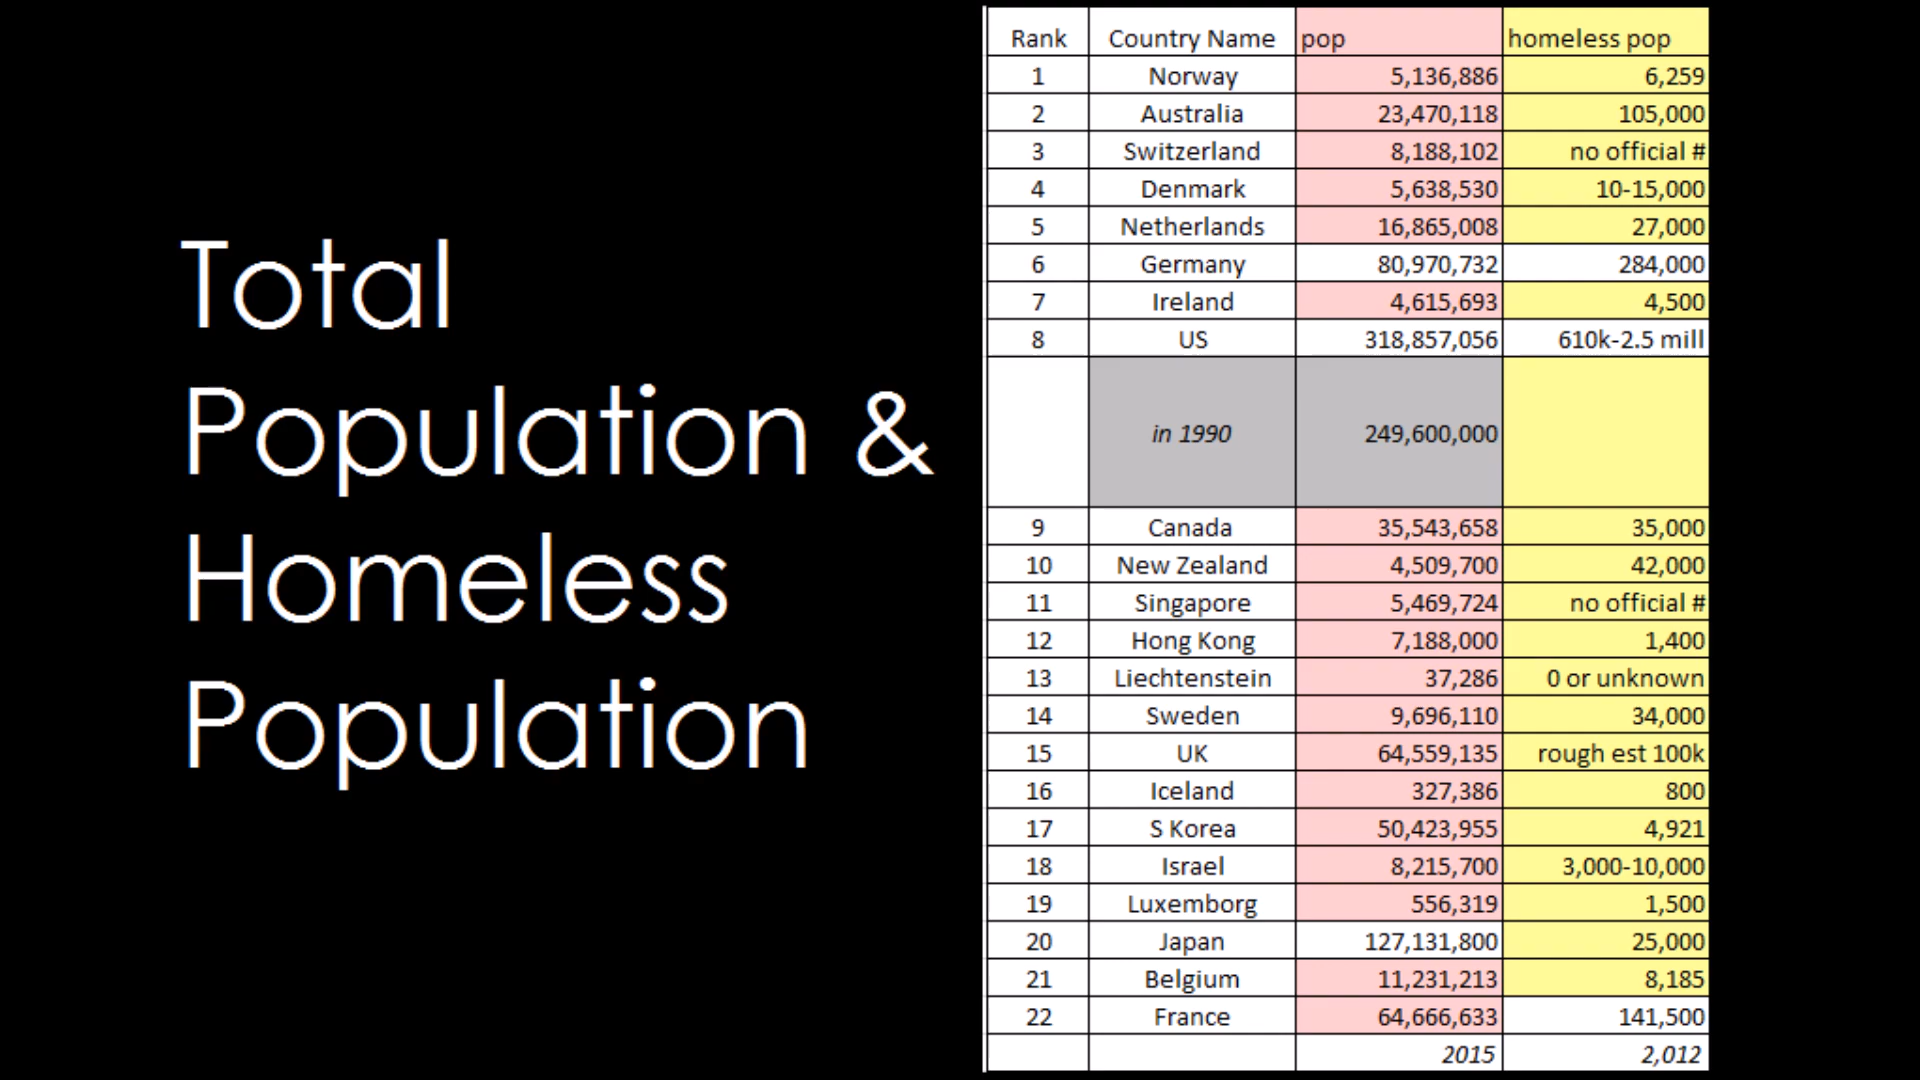 Total
Population &
Homeless
Population
Rank Country Name pop homeless pop
1 Norway 5,136,886 6,259
2 Australia 23,470,118 105,000
3 Switzerland 8,188,102 no official #
4 Denmark 5,638,530 10-15,000
5 Netherlands 16,865,008 27,000
6 Germany 80,970,732 284,000
7 Ireland 4,615,693 4,500
8 US 318,857,056 610k-2.5 mill
in 1990 249,600,000
9 Canada 35,543,658 35,000
10 New Zealand 4,509,700 42,000
11 Singapore 5,469,724 no official #
12 Hong Kong 7,188,000 1,400
13 Liechtenstein 37,286 0 or unknown
14 Sweden 9,696,110 34,000
15 UK 64,559,135 rough est 100k
16 Iceland 327,386 800
17 S Korea 50,423,955 4,921
18 Israel 8,215,700 3,000-10,000
19 Luxemborg 556,319 1,500
20 Japan 127,131,800 25,000
21 Belgium 11,231,213 8,185
22 France 64,666,633 141,500
2015 2,012